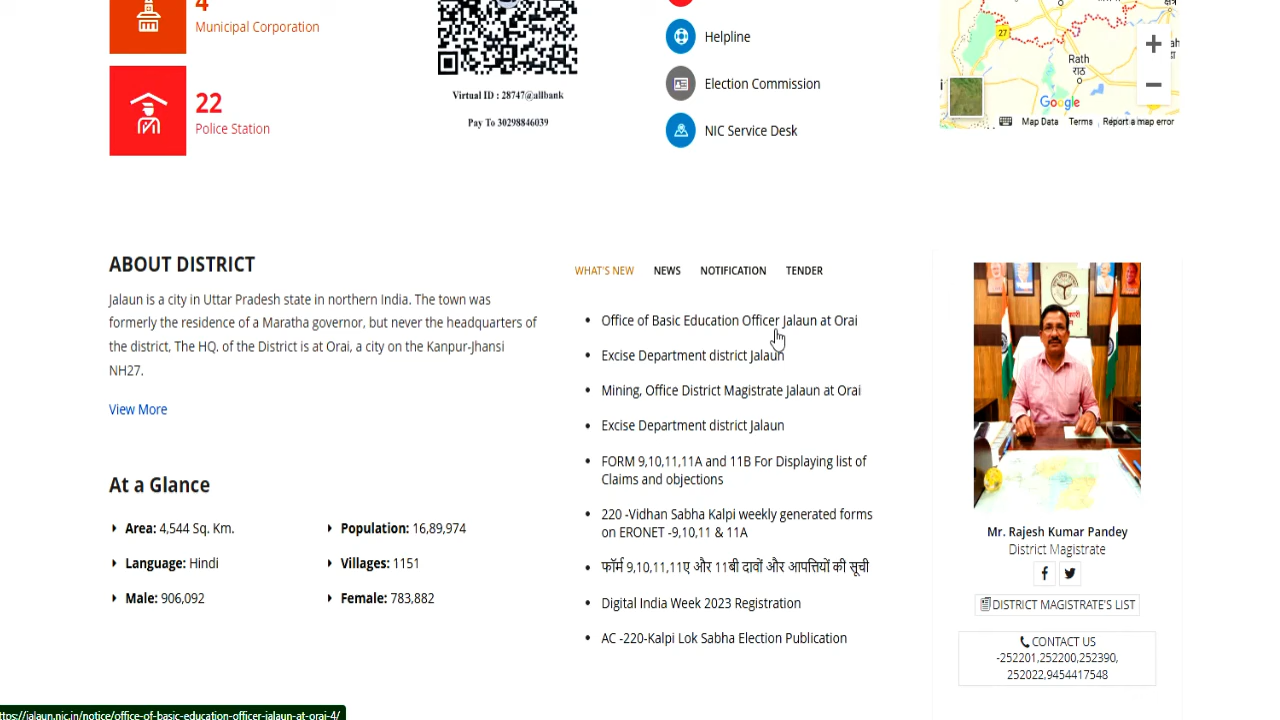 4
Municipal Corporation
22
Police Station
Virtual ID : 28747@allbank
Pay To 30298846039
Helpline
Election Commission
NIC Service Desk
27
Rath
राठ
Google
Map Data Terms Report a map error
ABOUT DISTRICT
Jalaun is a city in Uttar Pradesh state in northern India. The town was
formerly the residence of a Maratha governor, but never the headquarters of
the district, The HQ. of the District is at Orai, a city on the Kanpur-Jhansi
NH27.
View More
At a Glance
Area: 4,544 Sq. Km.
Population: 16,89,974
Language: Hindi
Villages: 1151
Male: 906,092
Female: 783,882
WHAT'S NEW NEWS NOTIFICATION TENDER
Office of Basic Education Officer Jalaun at Orai
Excise Department district Jalaun
Mining, Office District Magistrate Jalaun at Orai
Excise Department district Jalaun
FORM 9,10,11,11A and 11B For Displaying list of
Claims and objections
220 -Vidhan Sabha Kalpi weekly generated forms
on ERONET -9,10,11 & 11A
फॉर्म 9,10,11,11ए और 11बी दावों और आपत्तियों की सूची
Digital India Week 2023 Registration
AC -220-Kalpi Lok Sabha Election Publication
Mr. Rajesh Kumar Pandey
District Magistrate
DISTRICT MAGISTRATE'S LIST
CONTACT US
-252201,252200,252390,
252022,9454417548
ttps://jalaun.nic.in/notice/office-of-basic-education-officer-jalaun-at-orai-4/